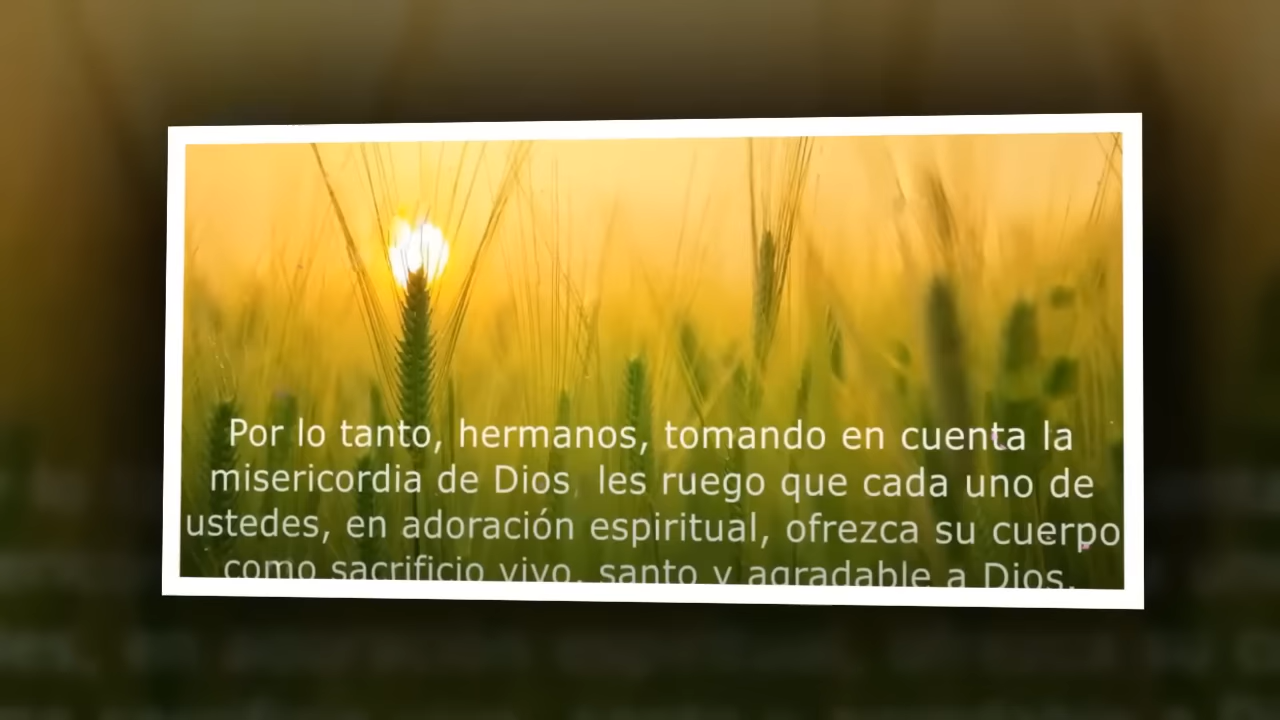 Por lo tanto, hermanos, tomando en cuenta la
misericordia de Dios, les ruego que cada uno de
ustedes, en adoración espiritual, ofrezca su cuerpo
como sacrificio vivo, santo y agradable a Dios.